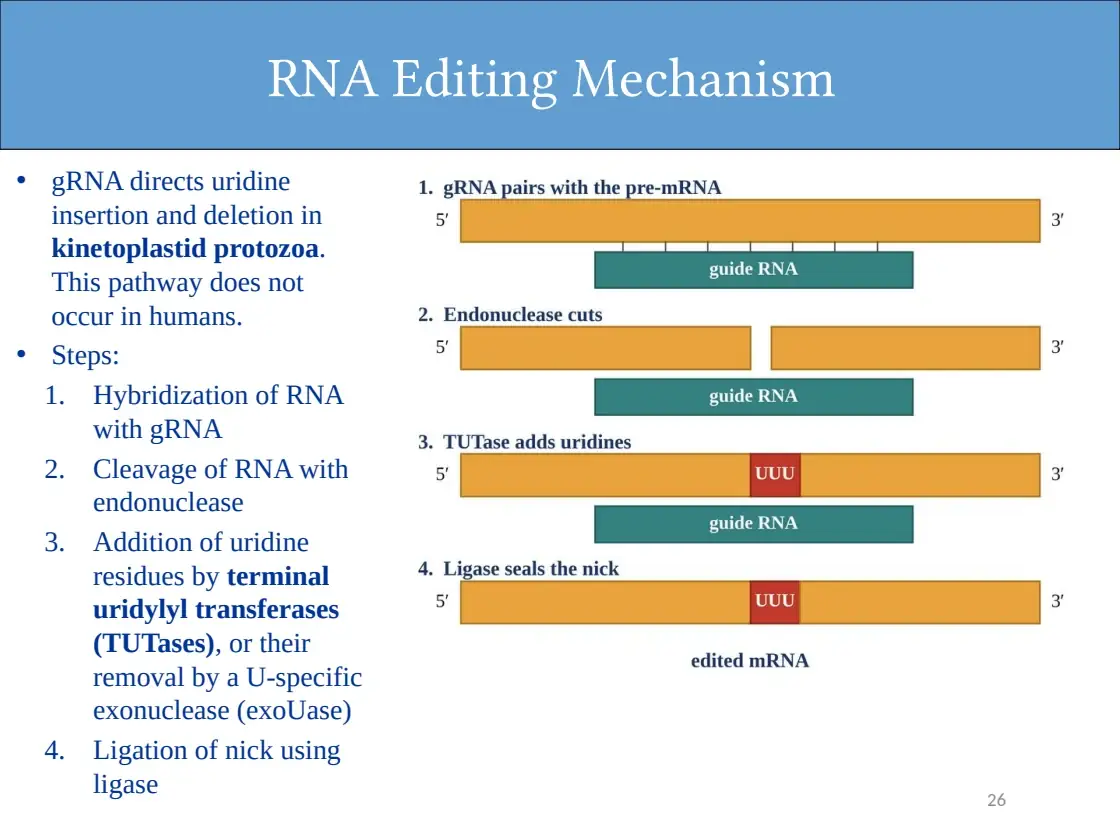 RNA Editing Mechanism
• gRNA directs uridine
insertion and deletion in
kinetoplastid protozoa.
This pathway does not
occur in humans.
• Steps:
1. Hybridization of RNA
with gRNA
2. Cleavage of RNA with
endonuclease
3. Addition of uridine
residues by terminal
uridylyl transferases
(TUTases), or their
removal by a U-specific
exonuclease (exoUase)
4. Ligation of nick using
ligase
1. gRNA pairs with the pre-mRNA
5′ 3′
guide RNA
2. Endonuclease cuts
5′ 3′
guide RNA
3. TUTase adds uridines
5′ UUU 3′
guide RNA
4. Ligase seals the nick
5′ UUU 3′
edited mRNA
26